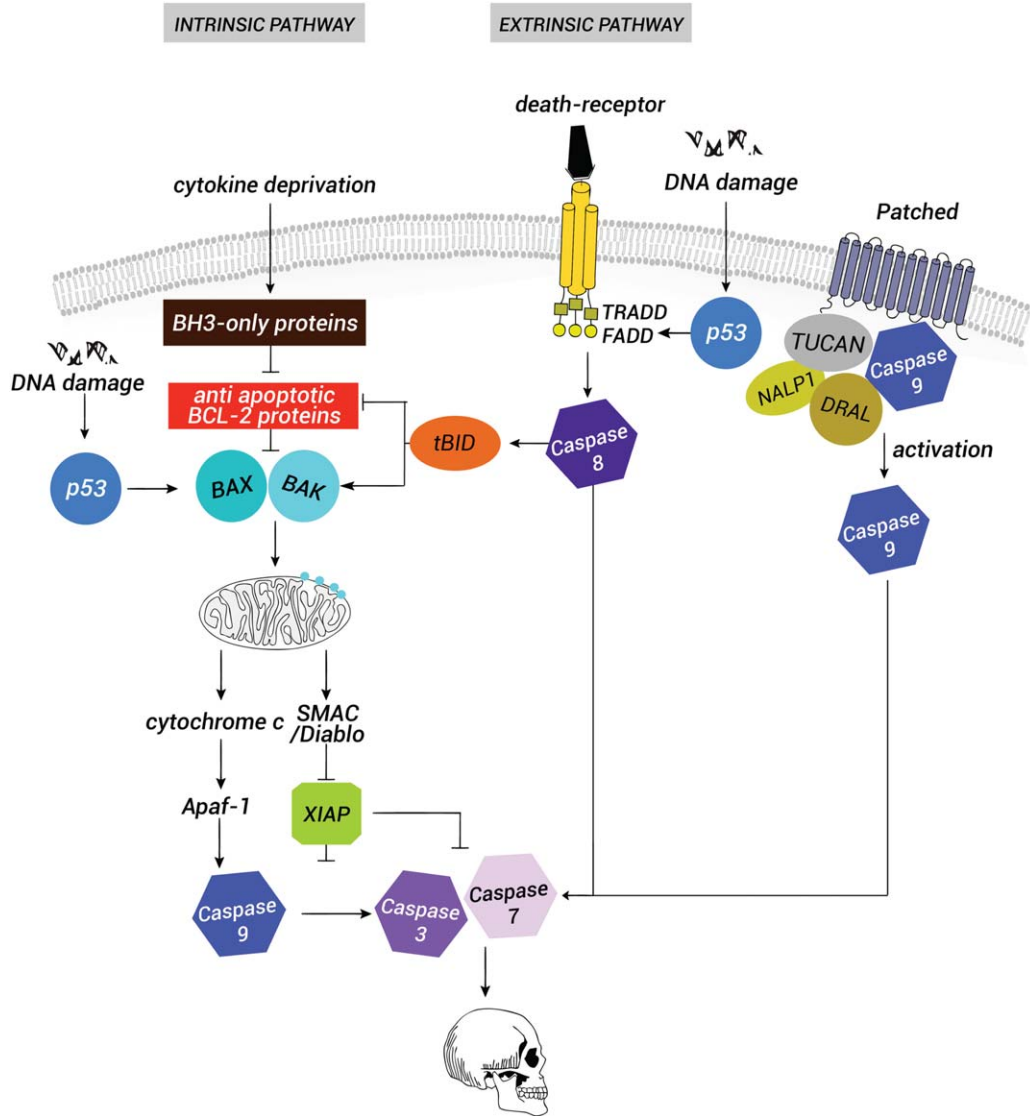 INTRINSIC PATHWAY
EXTRINSIC PATHWAY
death-receptor
DNA damage
cytokine deprivation
Patched
BH3-only proteins
TRADD
FADD
p53
TUCAN
Caspase
9
NALP1
DRAL
DNA damage
anti apoptotic
BCL-2 proteins
tBID
Caspase
8
activation
p53
BAX
BAK
Caspase
9
cytochrome c
SMAC
/Diablo
Apaf-1
XIAP
Caspase
9
Caspase
3
Caspase
7